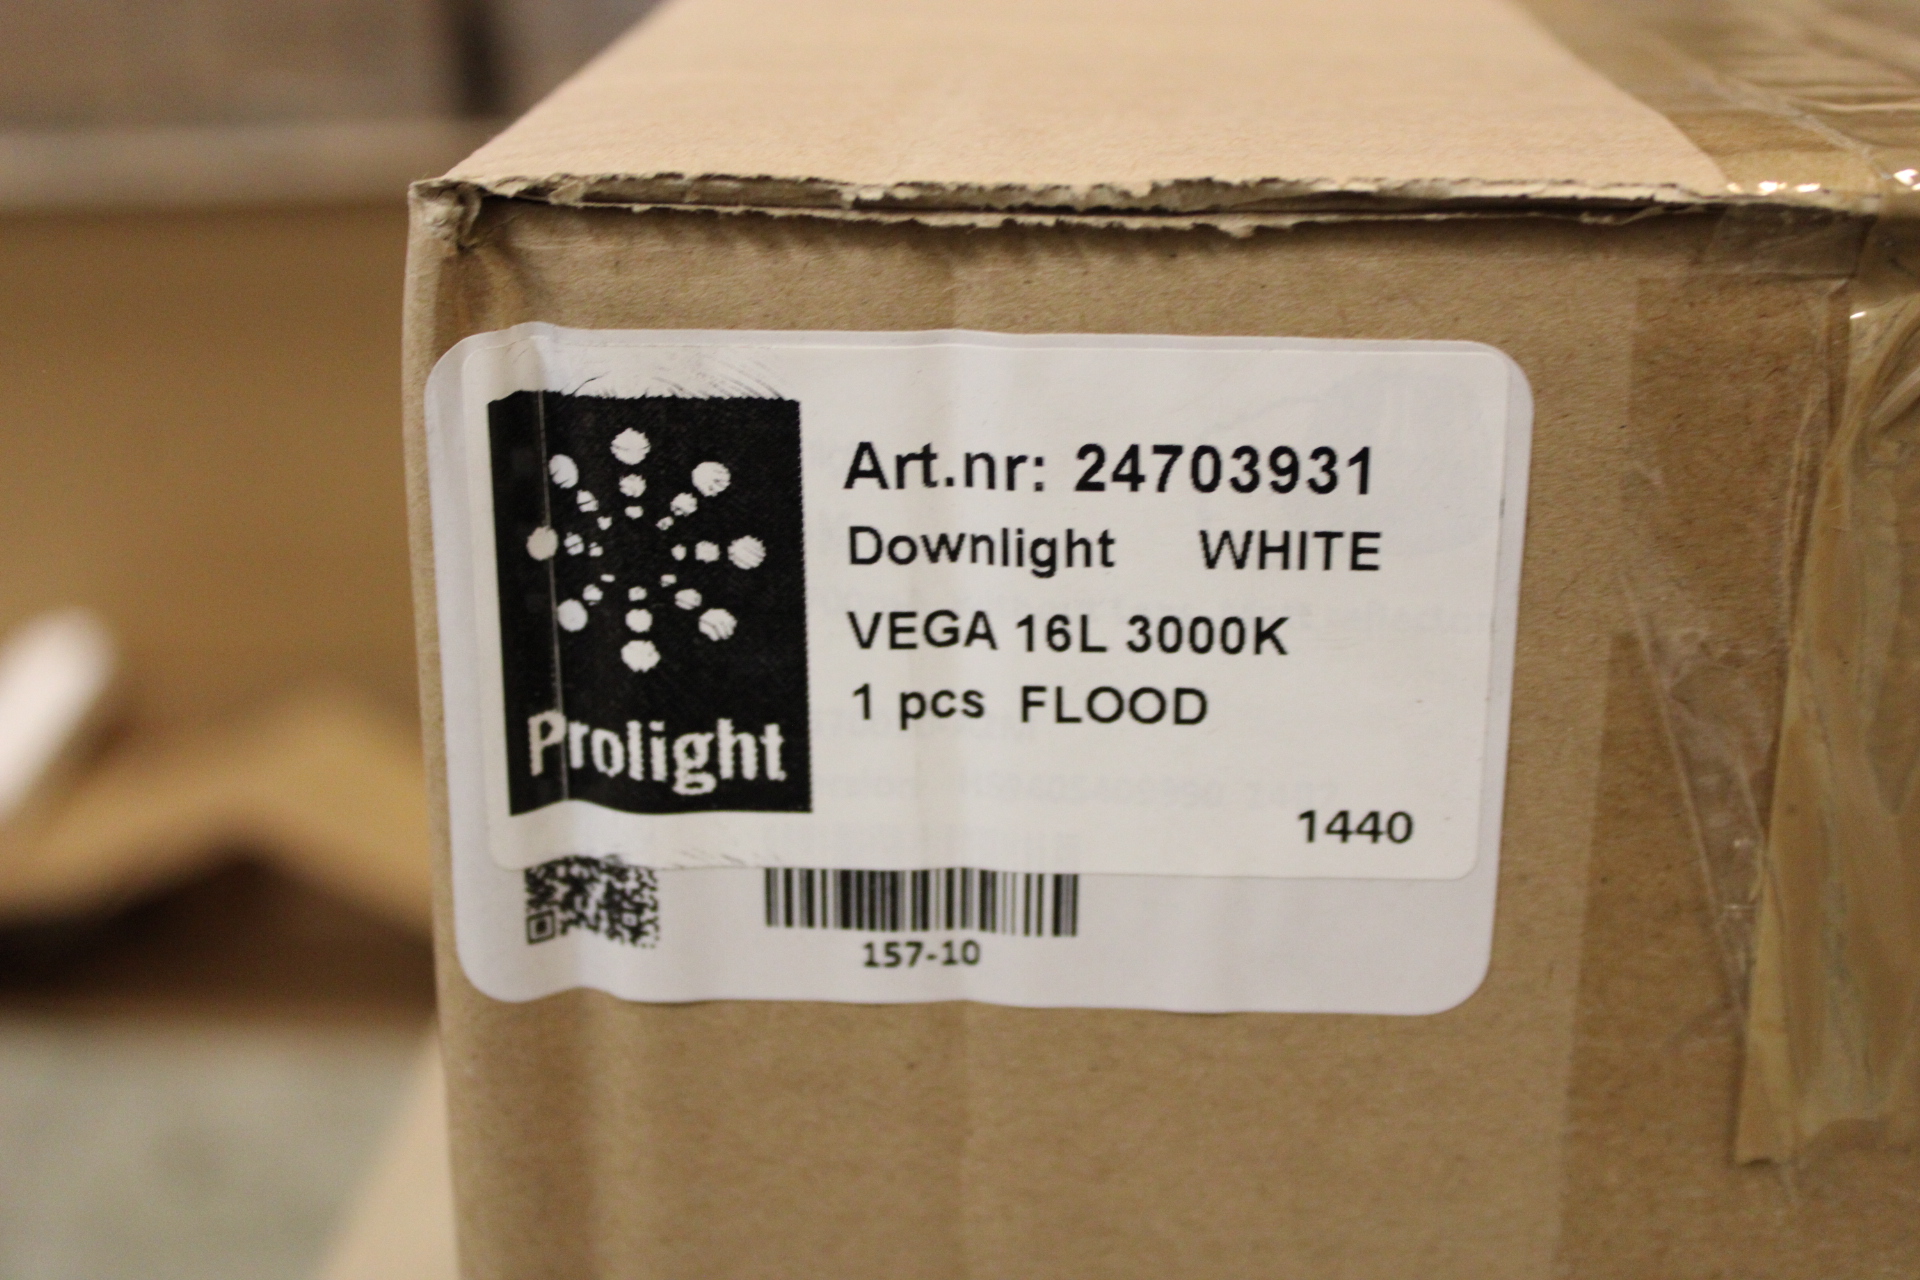 Prolight
Art.nr: 24703931
Downlight WHITE
VEGA 16L 3000K
1 pcs FLOOD
1440
157-10